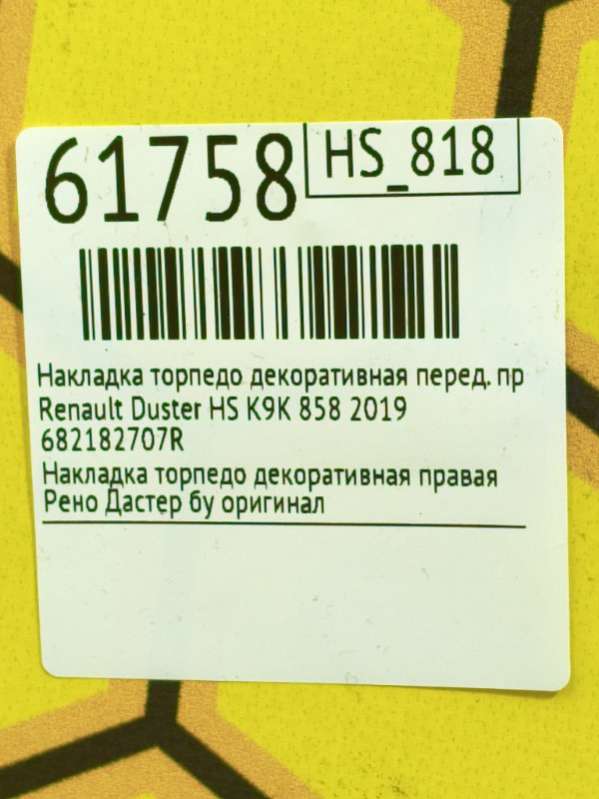 61758
HS_818
Накладка торпедо декоративная перед. пр
Renault Duster HS K9K 858 2019
682182707R
Накладка торпедо декоративная правая
Рено Дастер бу оригинал